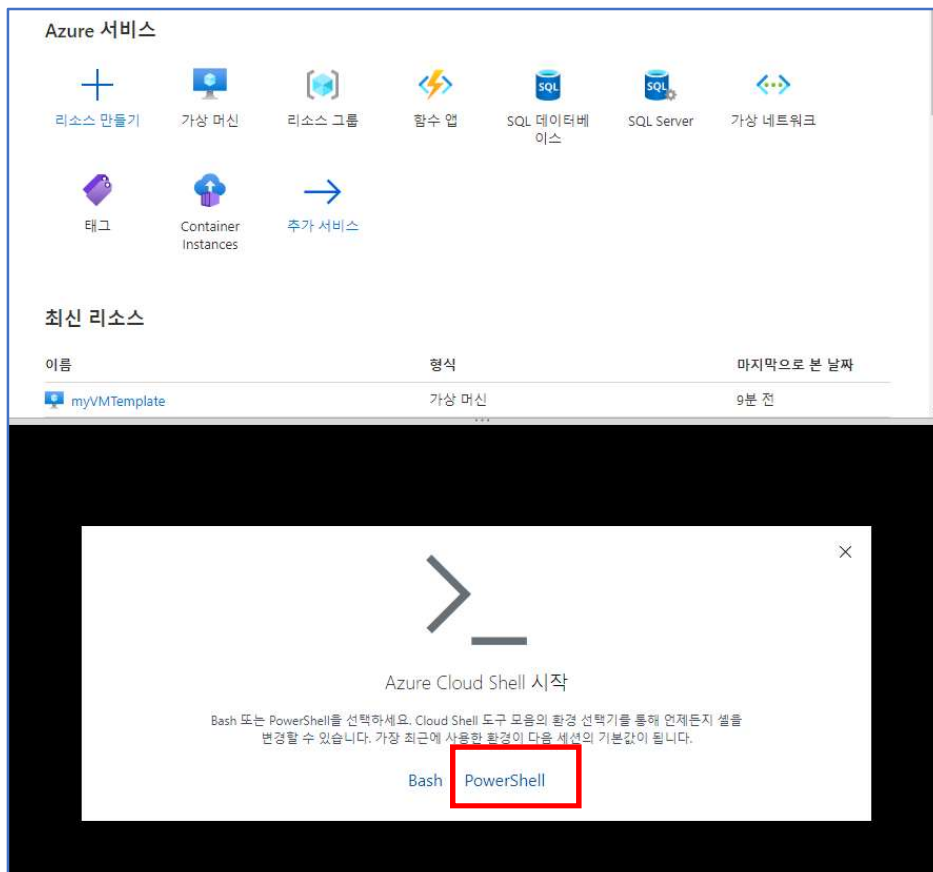 Azure 서비스
리소스 만들기
가상 머신
리소스 그룹
함수 앱
SQL 데이터베
이스
SQL Server
가상 네트워크
태그
Container
Instances
추가 서비스
최신 리소스
이름 형식 마지막으로 본 날짜
myVMTemplate 가상 머신 9분 전
Azure Cloud Shell 시작
Bash 또는 PowerShell을 선택하세요. Cloud Shell 도구 모음의 환경 선택기를 통해 언제든지 셸을
변경할 수 있습니다. 가장 최근에 사용한 환경이 다음 세션의 기본값이 됩니다.
Bash PowerShell